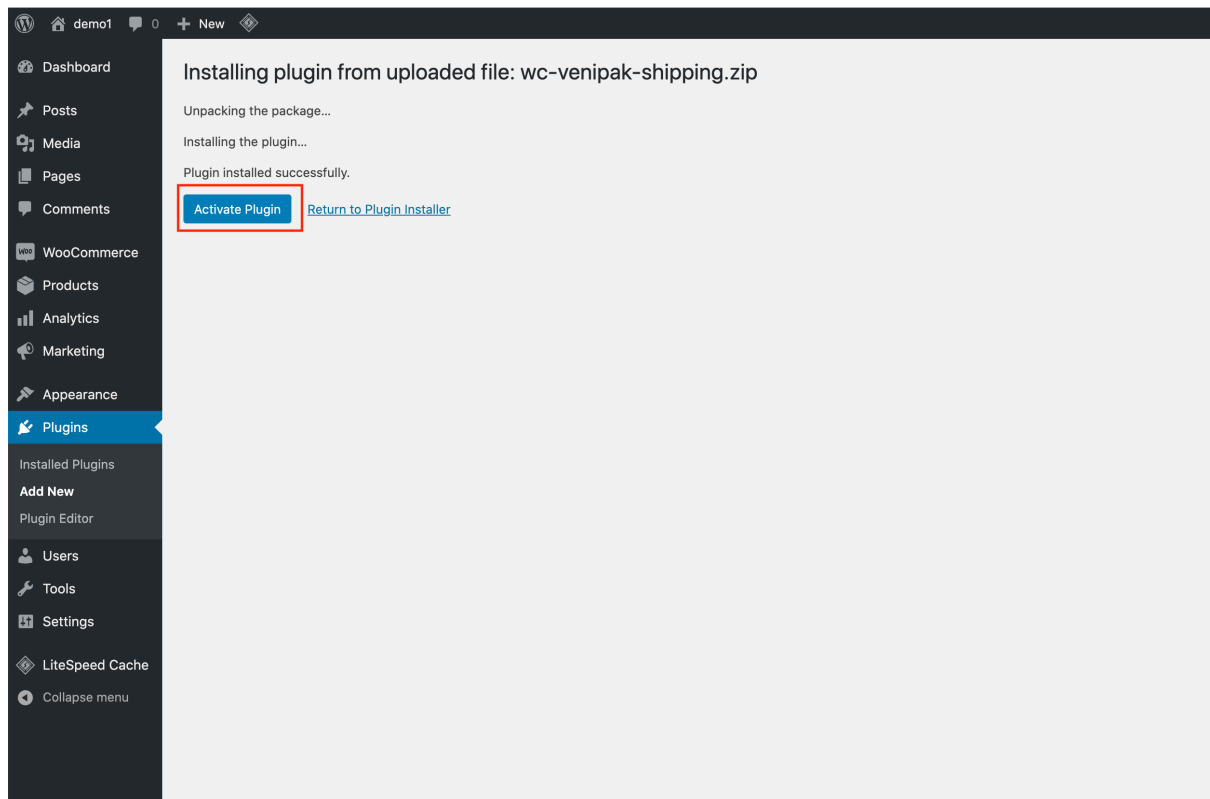 demo1 0 New
Dashboard
Posts
Media
Pages
Comments
Woo WooCommerce
Products
Analytics
Marketing
Appearance
Plugins
Installed Plugins
Add New
Plugin Editor
Users
Tools
Settings
LiteSpeed Cache
Collapse menu
Installing plugin from uploaded file: wc-venipak-shipping.zip
Unpacking the package...
Installing the plugin...
Plugin installed successfully.
Activate Plugin Return to Plugin Installer